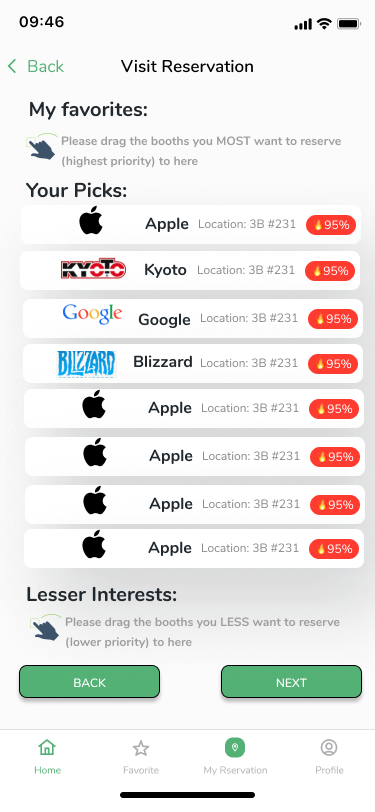 09:46
Back
Visit Reservation
My favorites:
Please drag the booths you MOST want to reserve
(highest priority) to here
Your Picks:
Apple Location: 3B #231 🔥95%
KYOTO Kyoto Location: 3B #231 🔥95%
Google Google Location: 3B #231 🔥95%
BLIZZARD Blizzard Location: 3B #231 🔥95%
Apple Location: 3B #231 🔥95%
Apple Location: 3B #231 🔥95%
Apple Location: 3B #231 🔥95%
Apple Location: 3B #231 🔥95%
Lesser Interests:
Please drag the booths you LESS want to reserve
(lower priority) to here
BACK NEXT
Home Favorite My Rservation Profile